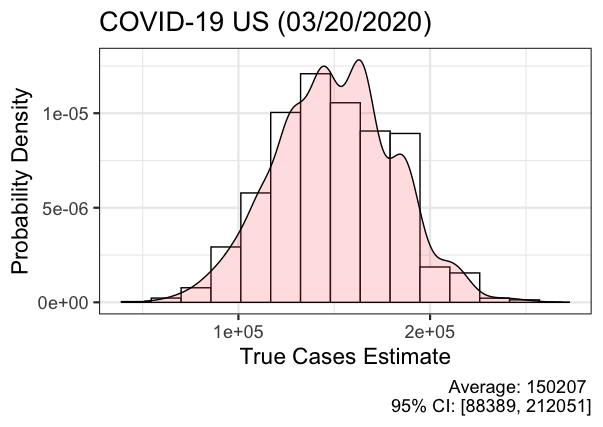 COVID-19 US (03/20/2020)
Probability Density
1e-05
5e-06
0e+00
1e+05 2e+05
True Cases Estimate
Average: 150207
95% CI: [88389, 212051]